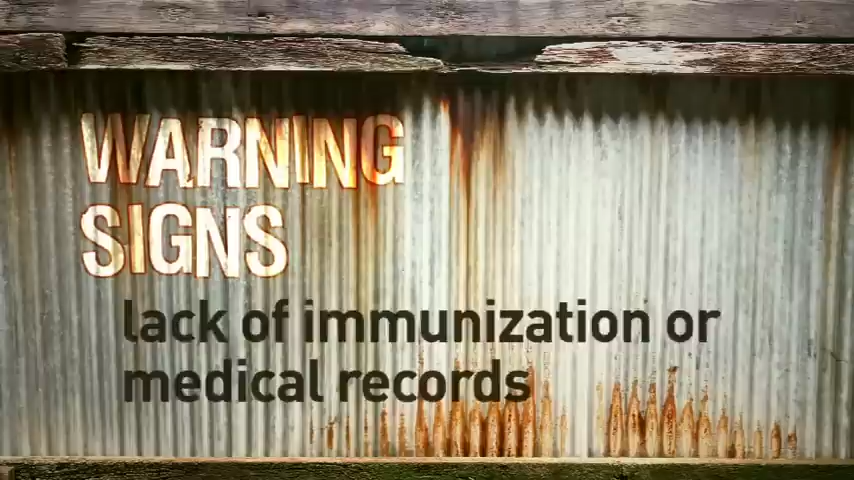 WARNING
SIGNS
lack of immunization or
medical records